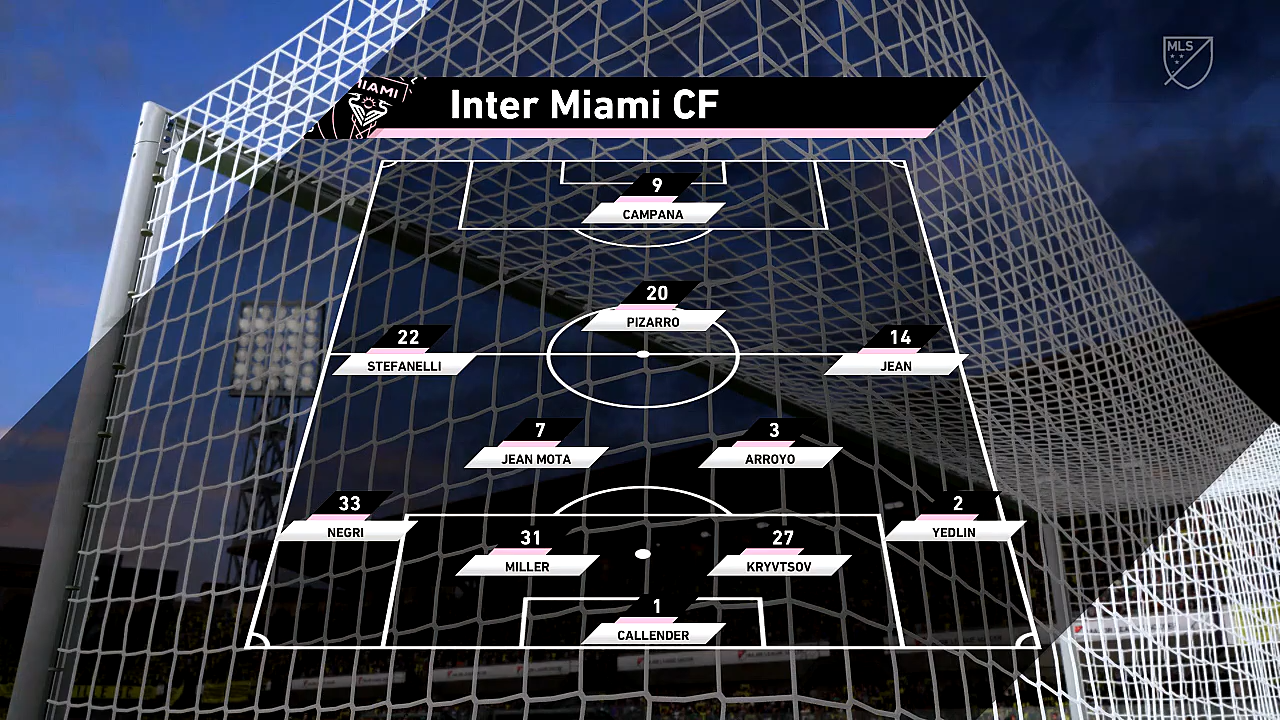 MLS
MIAMI
Inter Miami CF
9
CAMPANA
20
PIZARRO
22
STEFANELLI
14
JEAN
7
JEAN MOTA
3
ARROYO
33
NEGRI
2
YEDLIN
31
MILLER
27
KRYVTSOV
1
CALLENDER